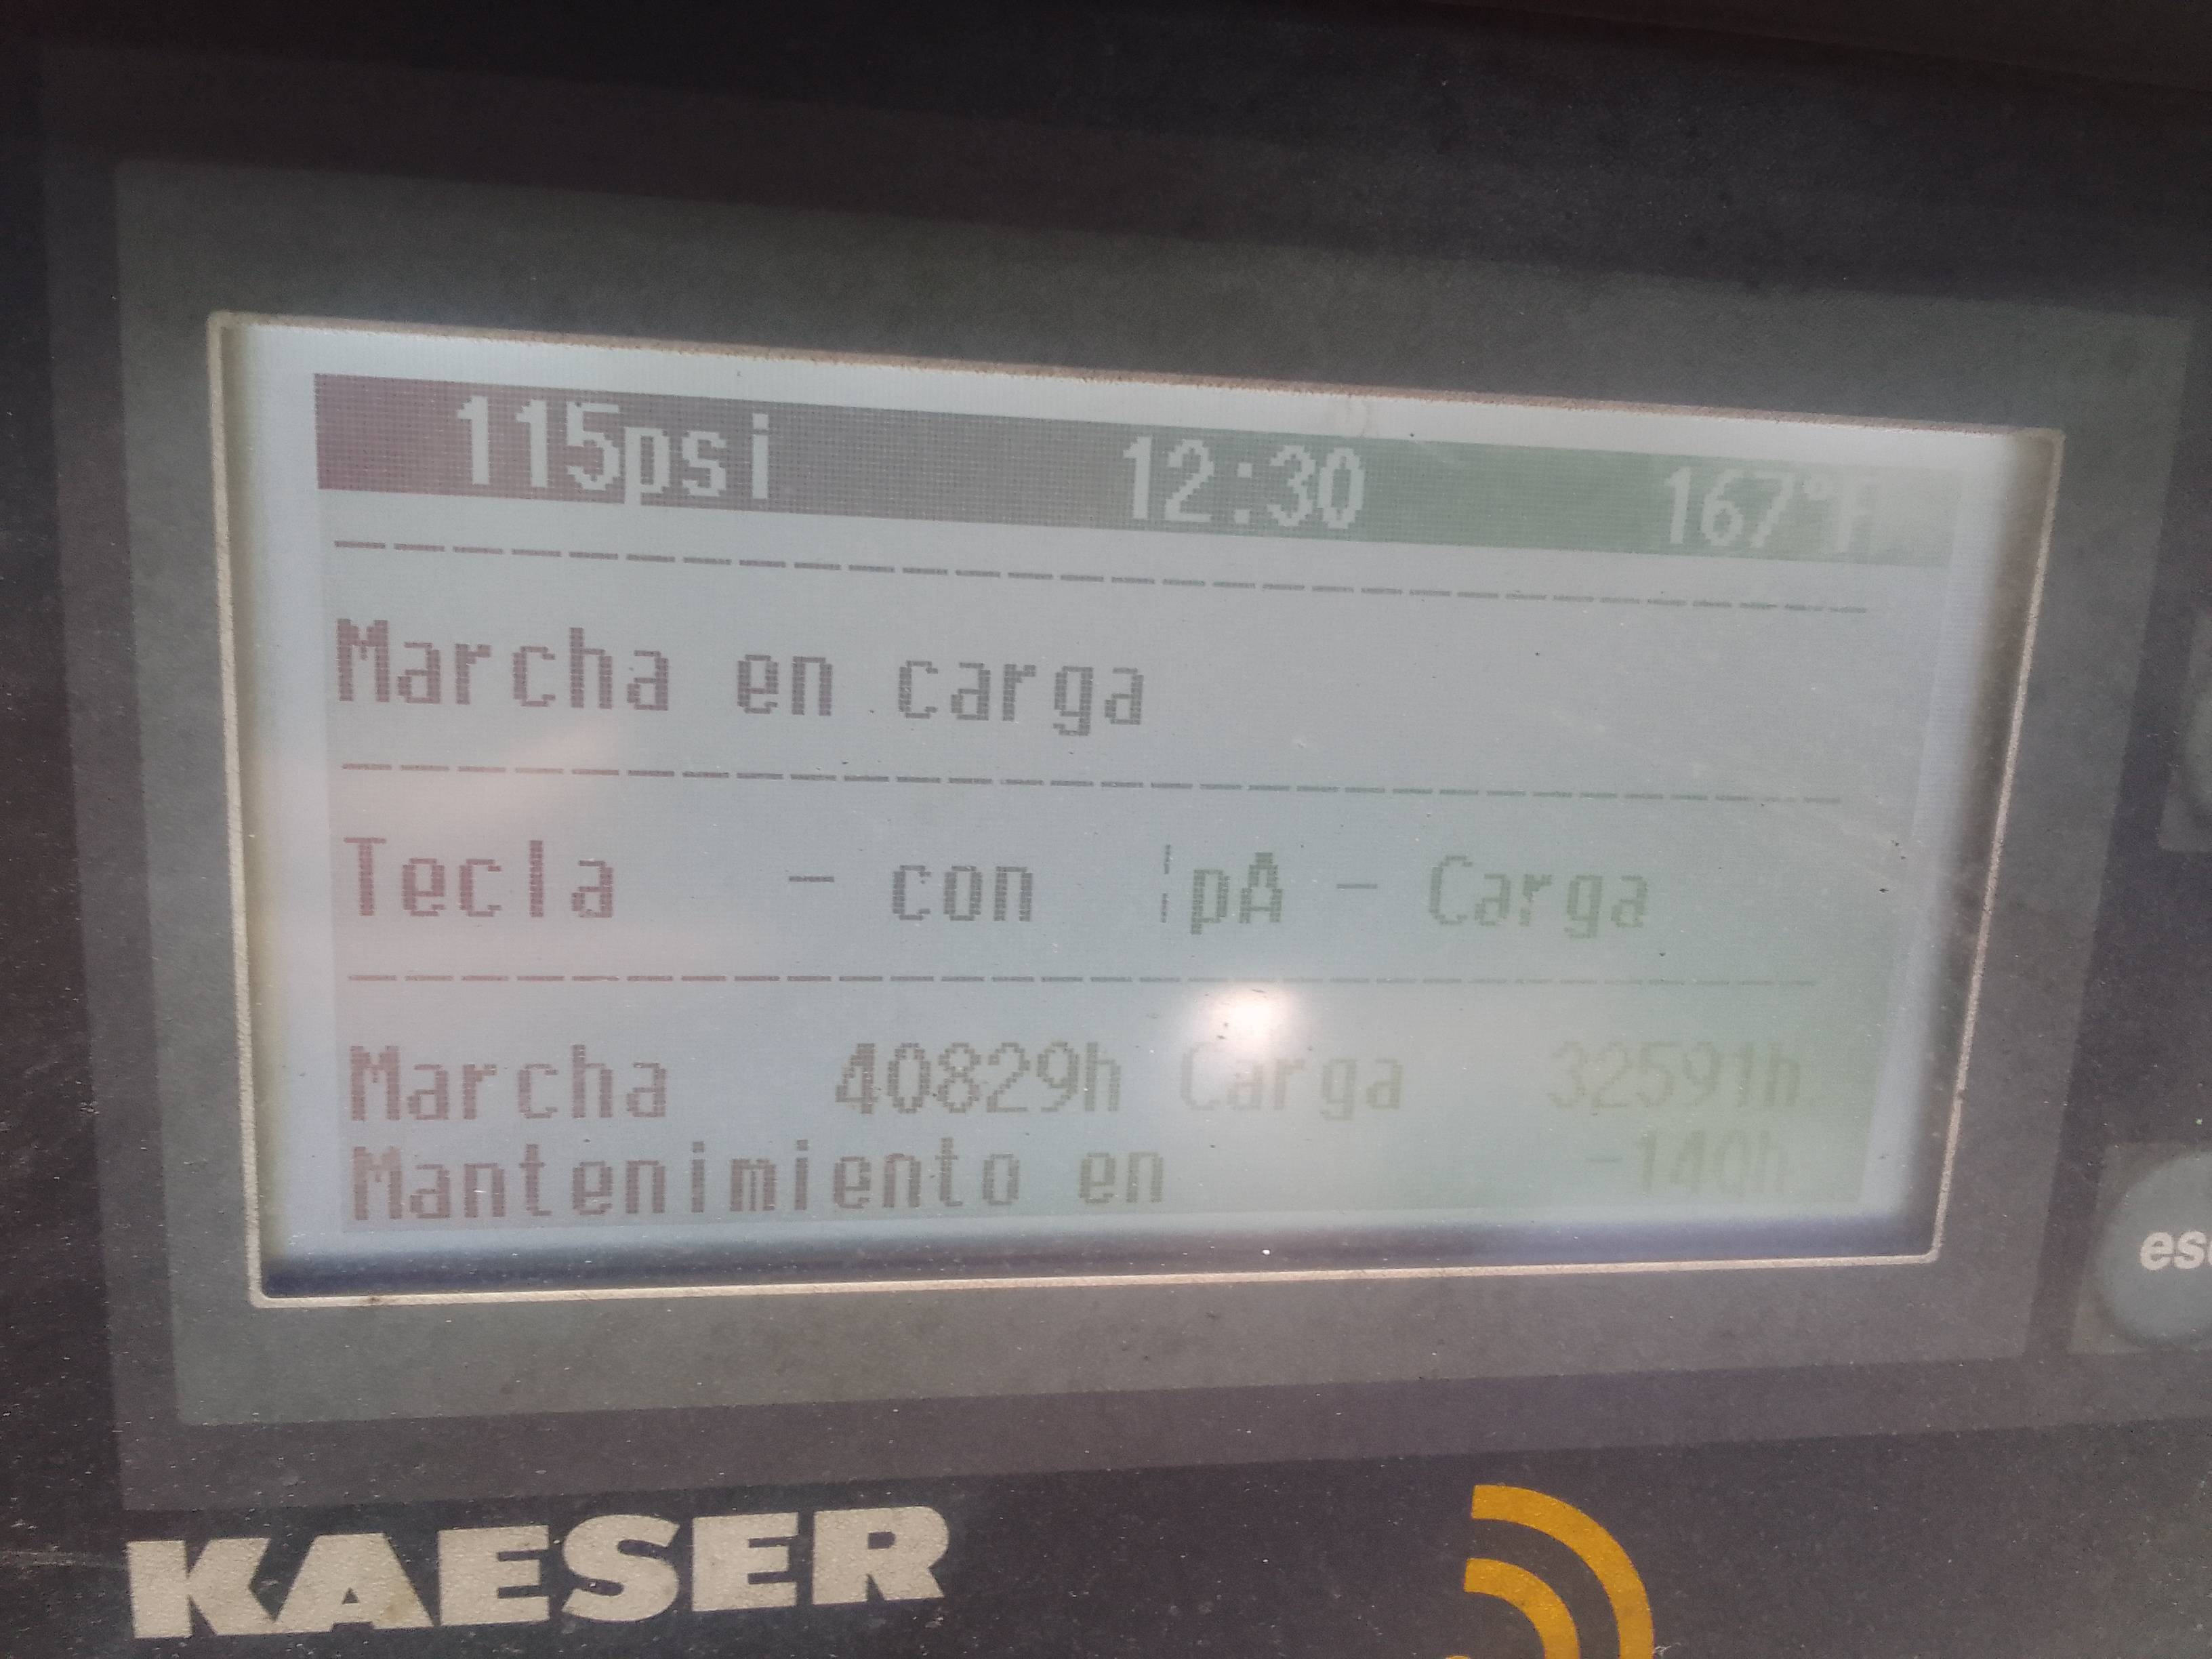 115psi 12:30 167°F
Marcha en carga
Tecla - con ¦pA - Carga
Marcha 40829h Carga 32591h
Mantenimiento en -140h
esc
KAESER